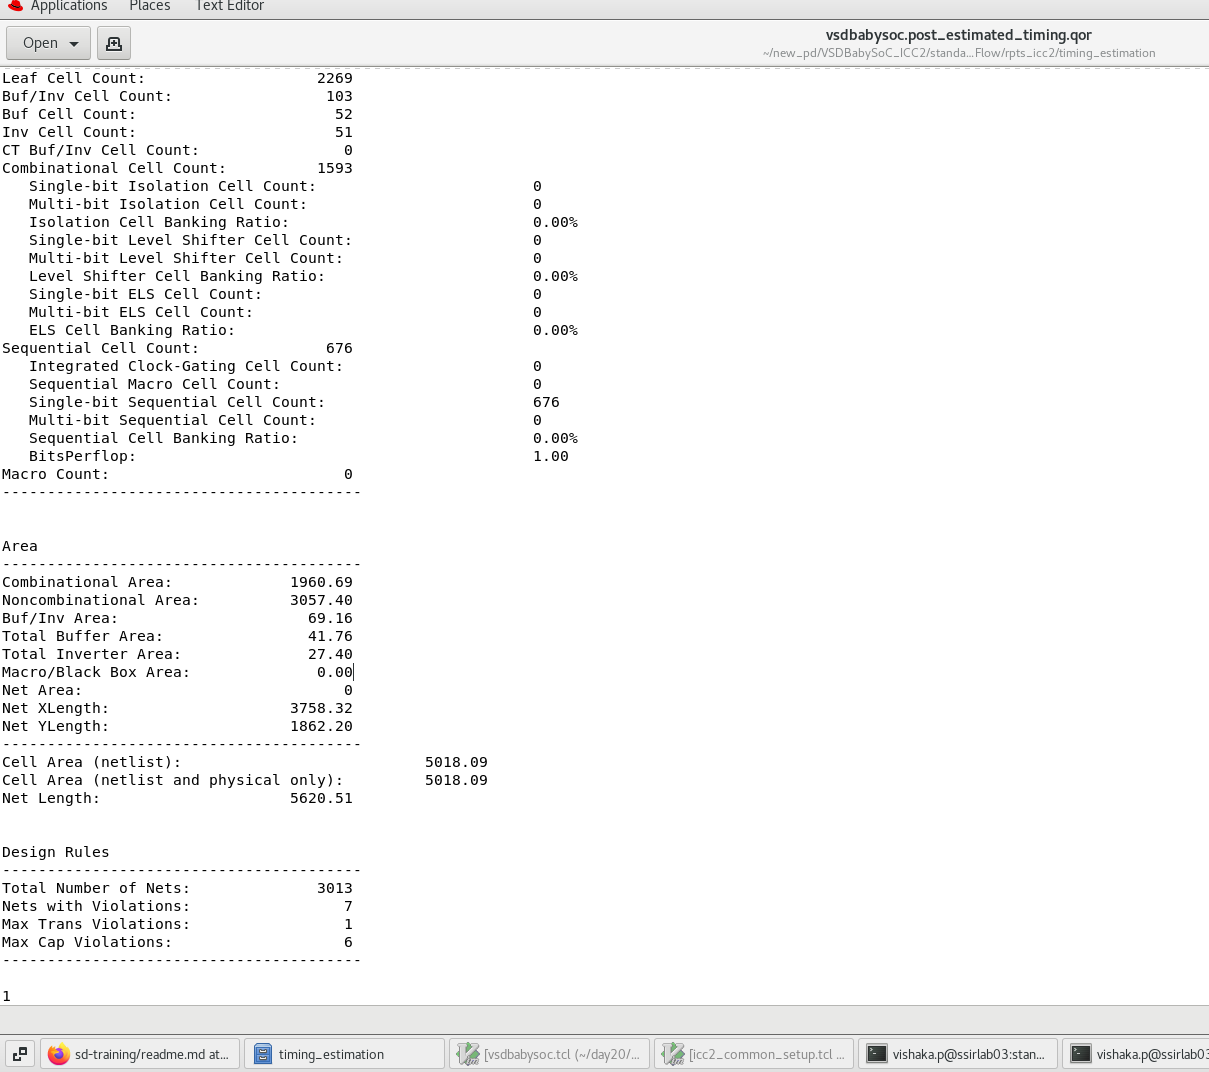 Applications Places Text Editor
Open
vsdbabysoc.post_estimated_timing.qor
~/new_pd/VSDBabySoC_ICC2/standa...Flow/rpts_icc2/timing_estimation
Leaf Cell Count: 2269
Buf/Inv Cell Count: 103
Buf Cell Count: 52
Inv Cell Count: 51
CT Buf/Inv Cell Count: 0
Combinational Cell Count: 1593
Single-bit Isolation Cell Count: 0
Multi-bit Isolation Cell Count: 0
Isolation Cell Banking Ratio: 0.00%
Single-bit Level Shifter Cell Count: 0
Multi-bit Level Shifter Cell Count: 0
Level Shifter Cell Banking Ratio: 0.00%
Single-bit ELS Cell Count: 0
Multi-bit ELS Cell Count: 0
ELS Cell Banking Ratio: 0.00%
Sequential Cell Count: 676
Integrated Clock-Gating Cell Count: 0
Sequential Macro Cell Count: 0
Single-bit Sequential Cell Count: 676
Multi-bit Sequential Cell Count: 0
Sequential Cell Banking Ratio: 0.00%
BitsPerflop: 1.00
Macro Count: 0
----------------------------------------
Area
----------------------------------------
Combinational Area: 1960.69
Noncombinational Area: 3057.40
Buf/Inv Area: 69.16
Total Buffer Area: 41.76
Total Inverter Area: 27.40
Macro/Black Box Area: 0.00
Net Area: 0
Net XLength: 3758.32
Net YLength: 1862.20
----------------------------------------
Cell Area (netlist): 5018.09
Cell Area (netlist and physical only): 5018.09
Net Length: 5620.51
Design Rules
----------------------------------------
Total Number of Nets: 3013
Nets with Violations: 7
Max Trans Violations: 1
Max Cap Violations: 6
----------------------------------------
1
sd-training/readme.md at... timing_estimation [vsdbabysoc.tcl (~/day20/... [icc2_common_setup.tcl ... vishaka.p@ssirlab03:stan... vishaka.p@ssirlab03